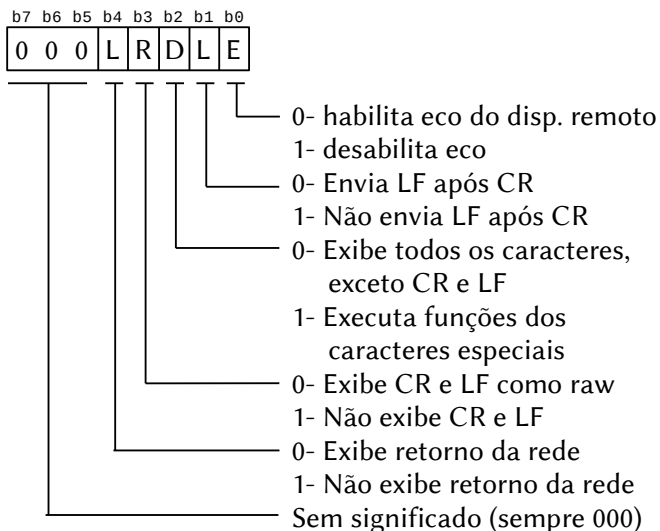 b7 b6 b5 b4 b3 b2 b1 b0
0 0 0 L R D L E
0- habilita eco do disp. remoto
1- desabilita eco
0- Envia LF após CR
1- Não envia LF após CR
0- Exibe todos os caracteres,
exceto CR e LF
1- Executa funções dos
caracteres especiais
0- Exibe CR e LF como raw
1- Não exibe CR e LF
0- Exibe retorno da rede
1- Não exibe retorno da rede
Sem significado (sempre 000)